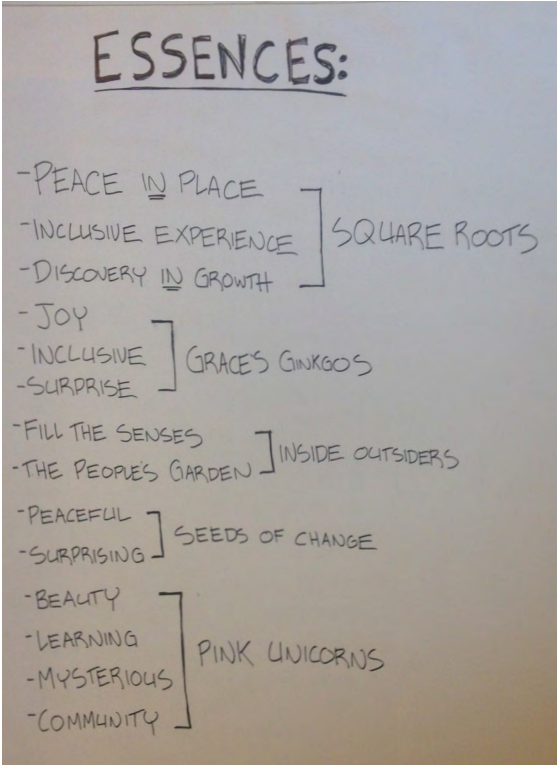 ESSENCES:
-PEACE IN PLACE
-INCLUSIVE EXPERIENCE
-DISCOVERY IN GROWTH
SQUARE ROOTS
-JOY
-INCLUSIVE
-SURPRISE
GRACE'S GINKGOS
-FILL THE SENSES
-THE PEOPLE'S GARDEN
INSIDE OUTSIDERS
-PEACEFUL
-SURPRISING
SEEDS OF CHANGE
-BEAUTY
-LEARNING
-MYSTERIOUS
-COMMUNITY
PINK UNICORNS